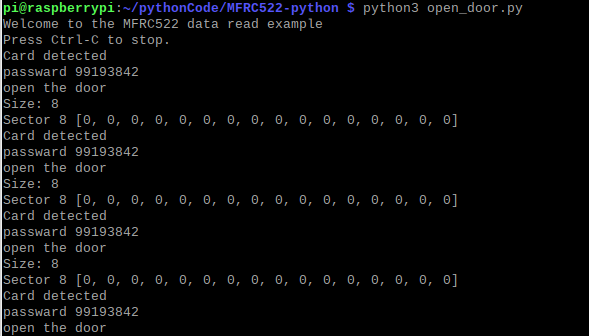 pi@raspberrypi:~/pythonCode/MFRC522-python $ python3 open_door.py
Welcome to the MFRC522 data read example
Press Ctrl-C to stop.
Card detected
passward 99193842
open the door
Size: 8
Sector 8 [0, 0, 0, 0, 0, 0, 0, 0, 0, 0, 0, 0, 0, 0, 0, 0]
Card detected
passward 99193842
open the door
Size: 8
Sector 8 [0, 0, 0, 0, 0, 0, 0, 0, 0, 0, 0, 0, 0, 0, 0, 0]
Card detected
passward 99193842
open the door
Size: 8
Sector 8 [0, 0, 0, 0, 0, 0, 0, 0, 0, 0, 0, 0, 0, 0, 0, 0]
Card detected
passward 99193842
open the door